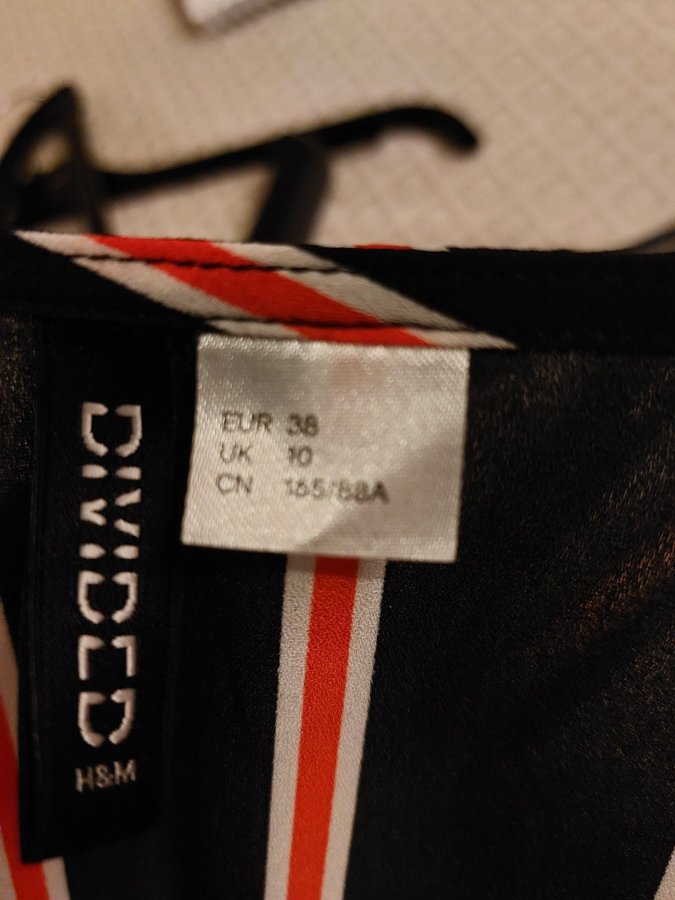 DIVIDED
H&M
EUR 38
UK 10
CN 165/88A